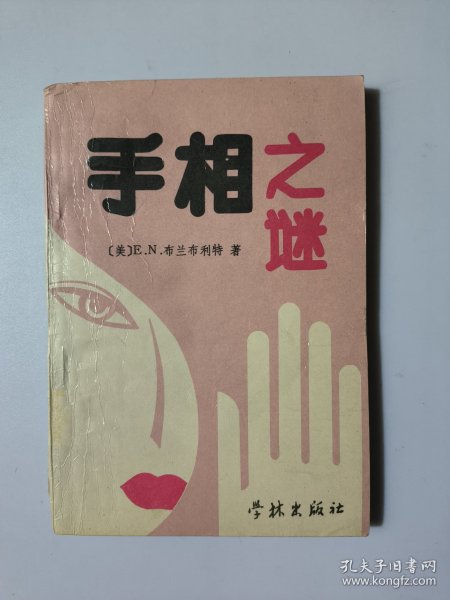 手相之谜
〔美〕E.N.布兰布利特 著
学林出版社
孔夫子旧书网
www.kongfz.com